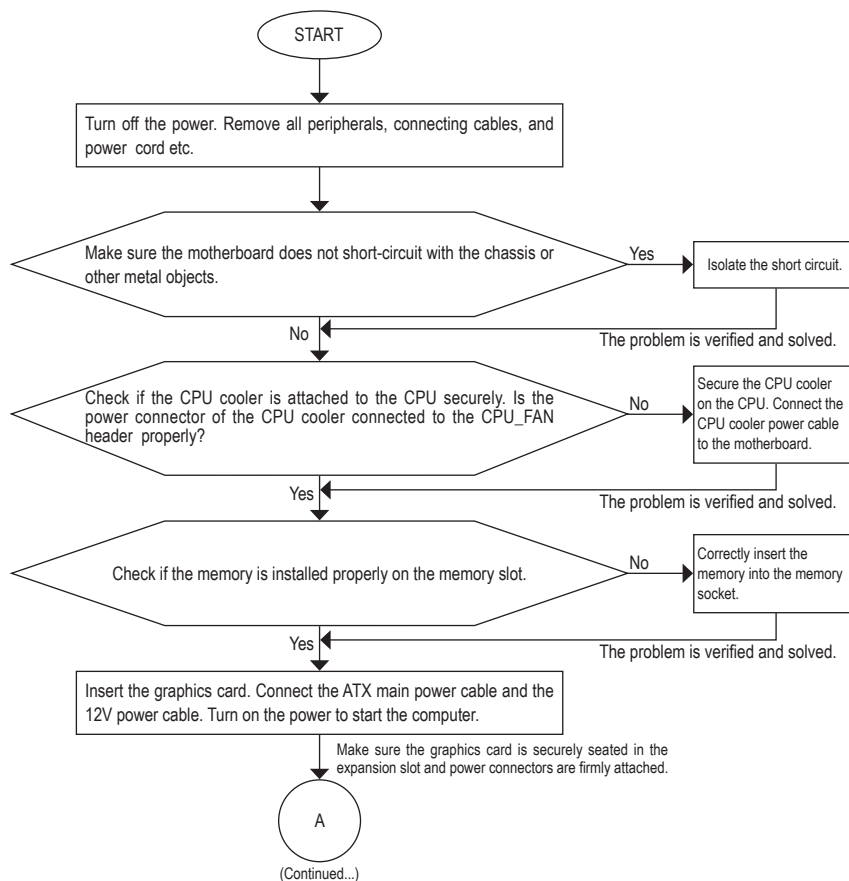 START
Turn off the power. Remove all peripherals, connecting cables, and
power cord etc.
Make sure the motherboard does not short-circuit with the chassis or
other metal objects.
Yes
Isolate the short circuit.
No
The problem is verified and solved.
Check if the CPU cooler is attached to the CPU securely. Is the
power connector of the CPU cooler connected to the CPU_FAN
header properly?
No
Secure the CPU cooler
on the CPU. Connect the
CPU cooler power cable
to the motherboard.
Yes
The problem is verified and solved.
Check if the memory is installed properly on the memory slot.
No
Correctly insert the
memory into the memory
socket.
Yes
The problem is verified and solved.
Insert the graphics card. Connect the ATX main power cable and the
12V power cable. Turn on the power to start the computer.
Make sure the graphics card is securely seated in the
expansion slot and power connectors are firmly attached.
A
(Continued...)